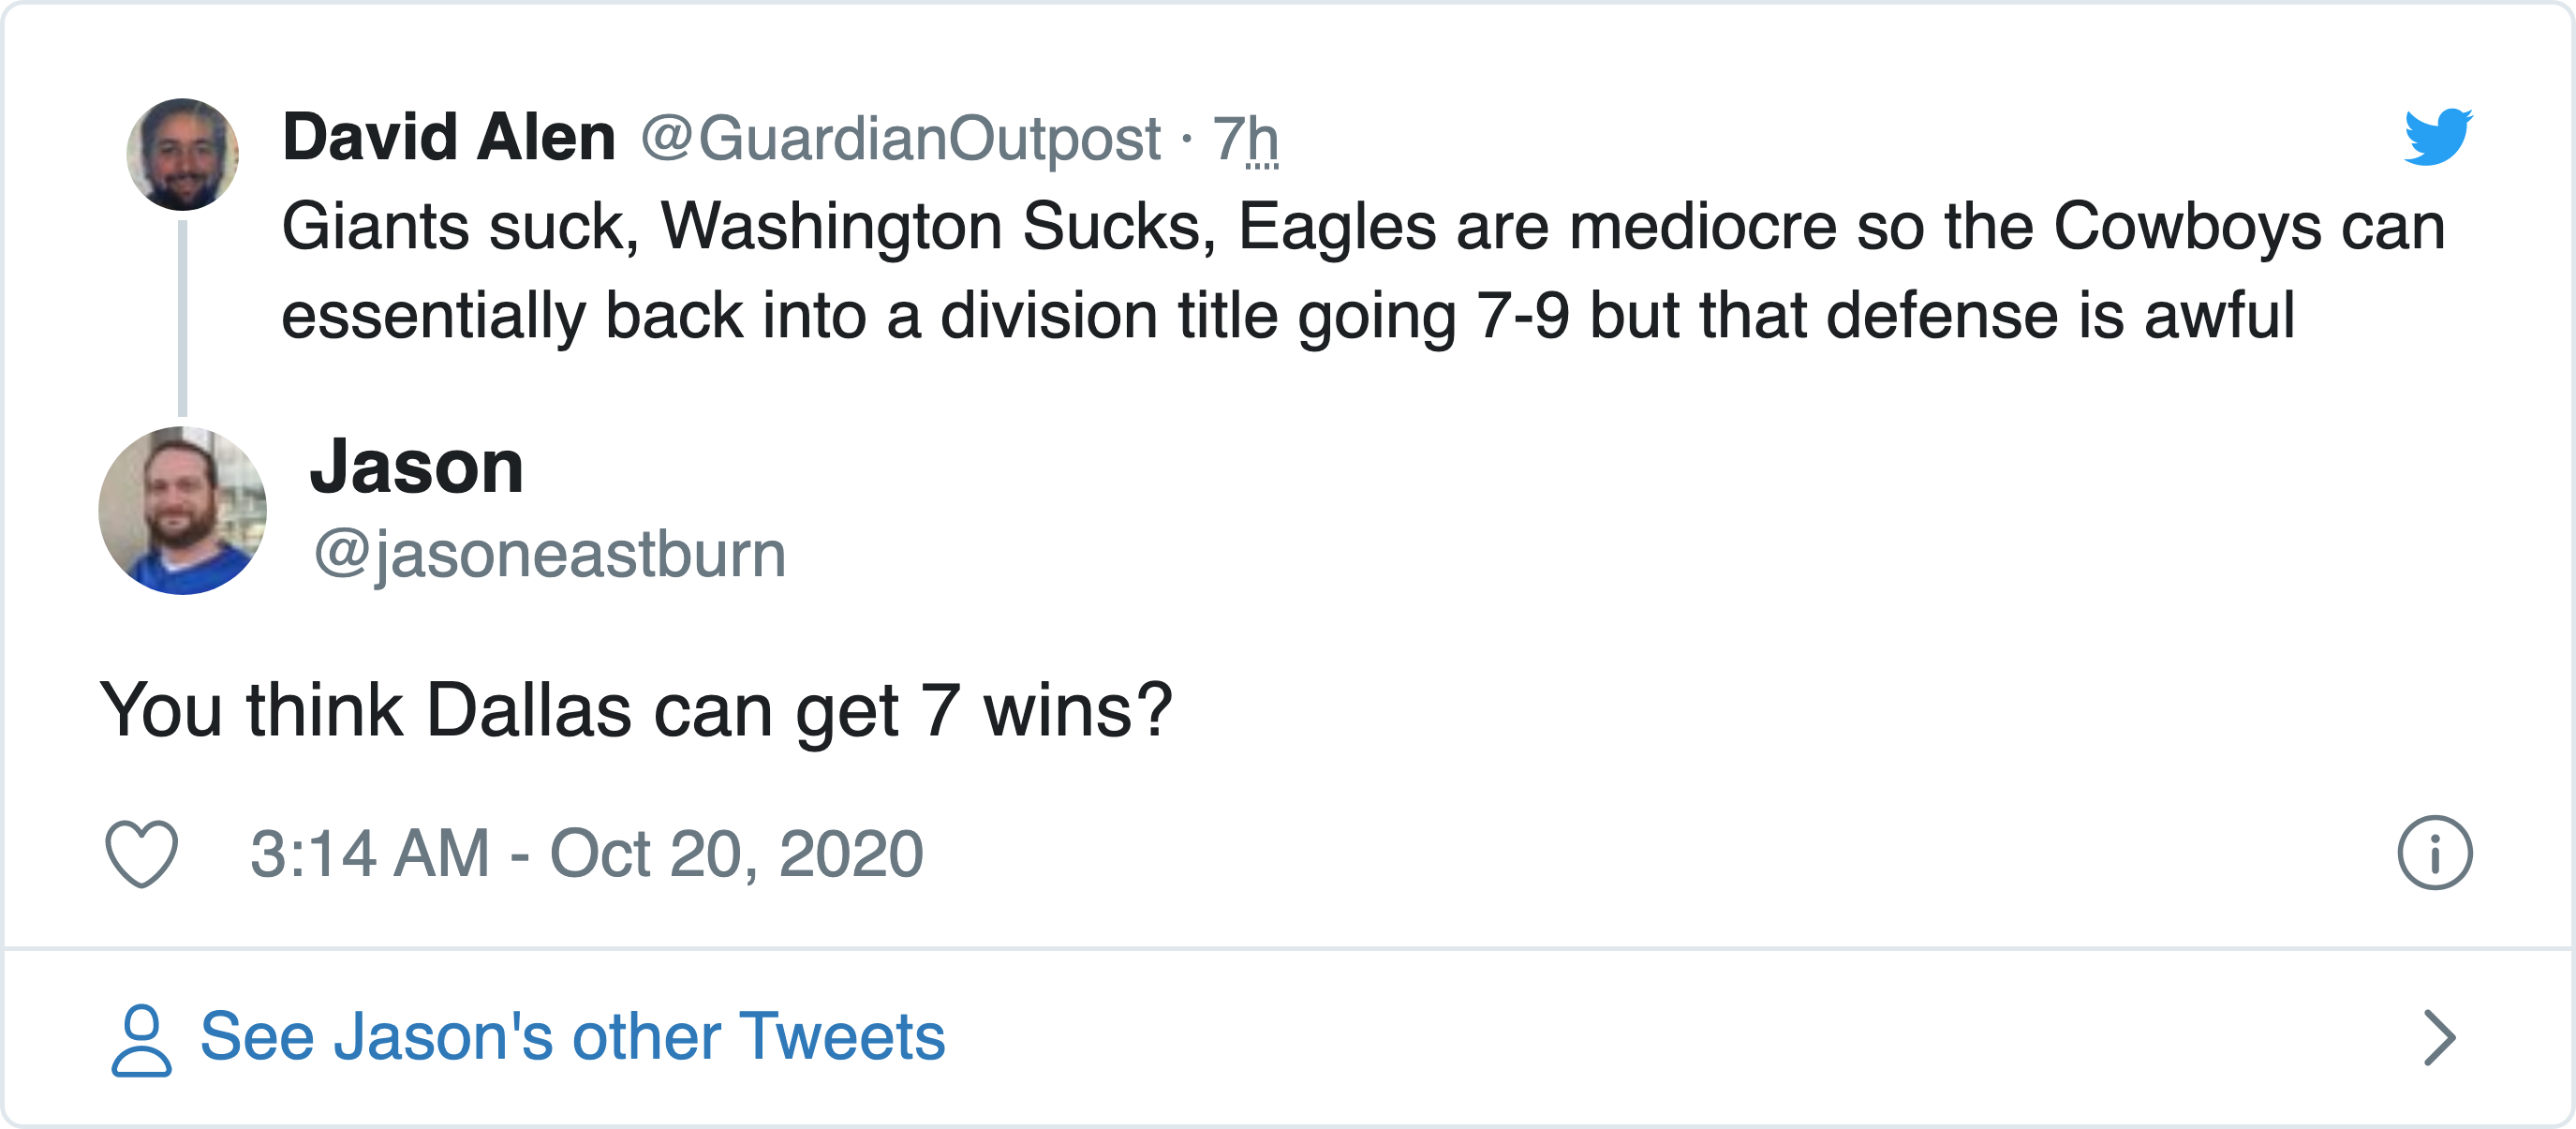 David Alen @GuardianOutpost · 7h
Giants suck, Washington Sucks, Eagles are mediocre so the Cowboys can
essentially back into a division title going 7-9 but that defense is awful
Jason
@jasoneastburn
You think Dallas can get 7 wins?
3:14 AM - Oct 20, 2020
See Jason's other Tweets